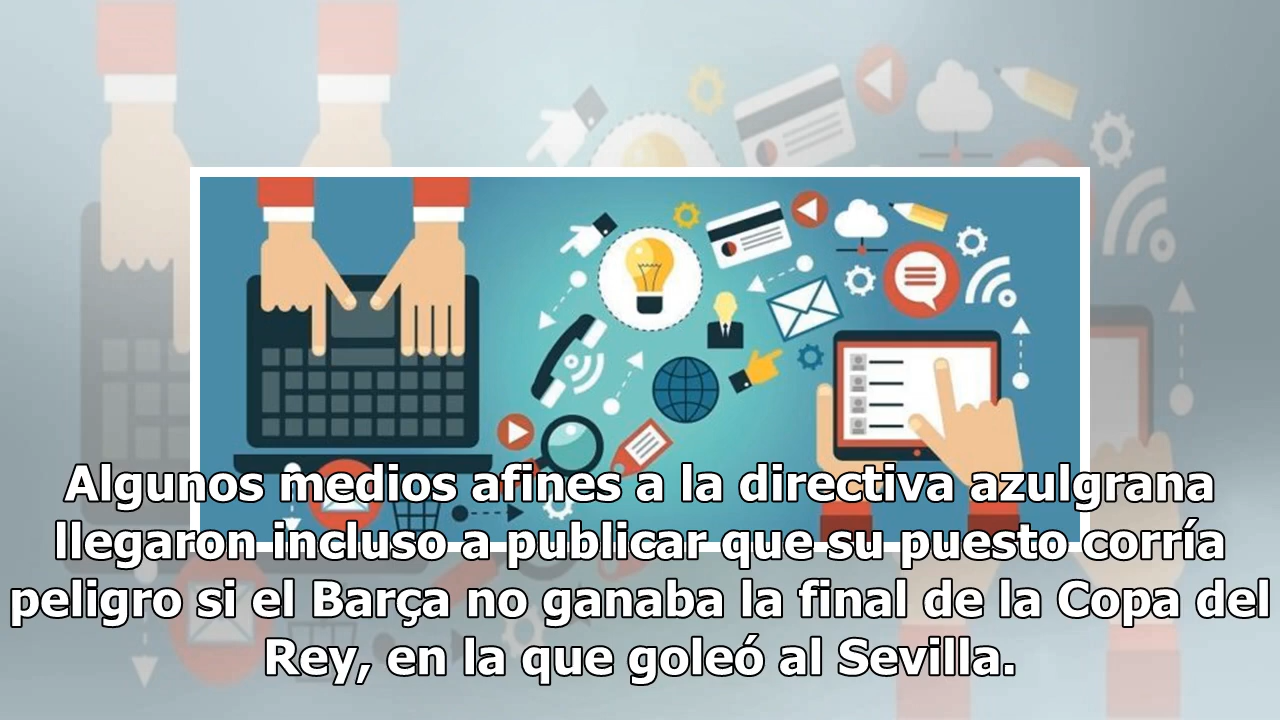 Algunos medios afines a la directiva azulgrana
llegaron incluso a publicar que su puesto corría
peligro si el Barça no ganaba la final de la Copa del
Rey, en la que goleó al Sevilla.